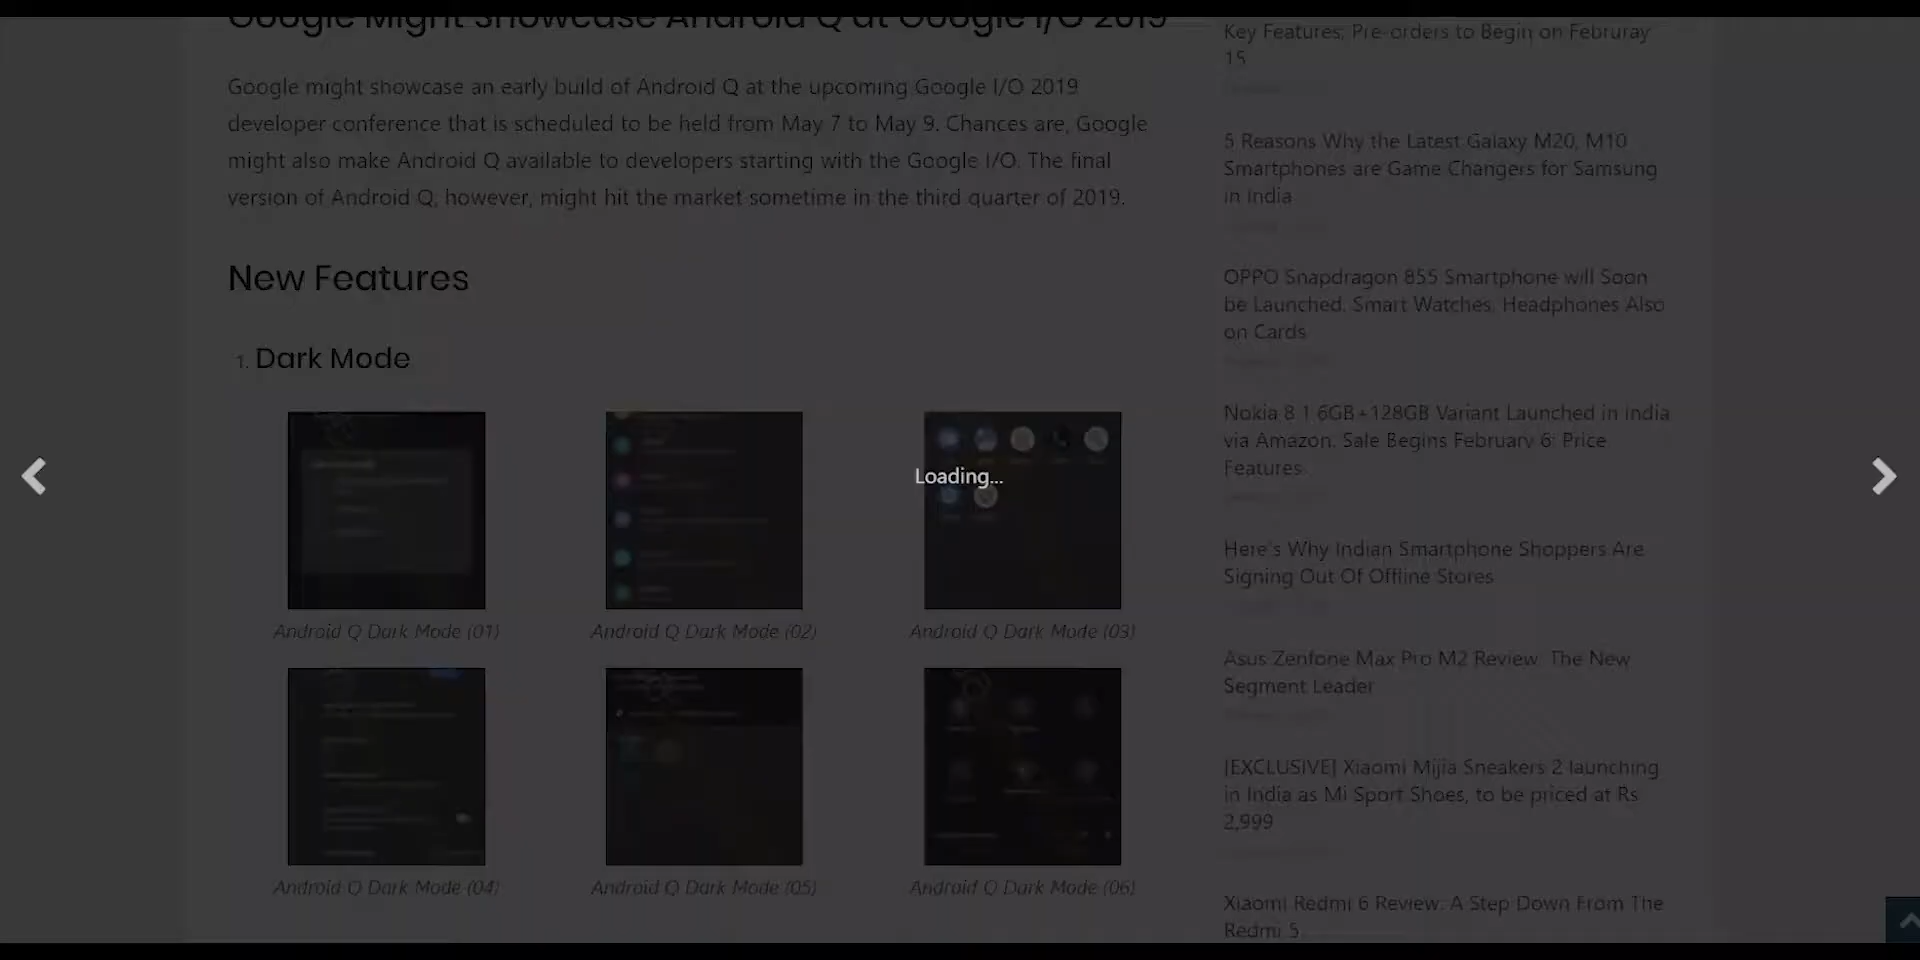 Google Might Showcase Android Q at Google I/O 2019
Google might showcase an early build of Android Q at the upcoming Google I/O 2019
developer conference that is scheduled to be held from May 7 to May 9. Chances are, Google
might also make Android Q available to developers starting with the Google I/O. The final
version of Android Q, however, might hit the market sometime in the third quarter of 2019.
New Features
1. Dark Mode
Loading...
Android Q Dark Mode (01)
Android Q Dark Mode (02)
Android Q Dark Mode (03)
Android Q Dark Mode (04)
Android Q Dark Mode (05)
Android Q Dark Mode (06)
Key Features; Pre-orders to Begin on Februray
15
5 Reasons Why the Latest Galaxy M20, M10
Smartphones are Game Changers for Samsung
in India
OPPO Snapdragon 855 Smartphone will Soon
be Launched. Smart Watches, Headphones Also
on Cards
Nokia 8.1 6GB+128GB Variant Launched in India
via Amazon. Sale Begins February 6: Price
Features
Here's Why Indian Smartphone Shoppers Are
Signing Out Of Offline Stores
Asus Zenfone Max Pro M2 Review: The New
Segment Leader
[EXCLUSIVE] Xiaomi Mijia Sneakers 2 launching
in India as Mi Sport Shoes, to be priced at Rs
2,999
Xiaomi Redmi 6 Review: A Step Down From The
Redmi 5